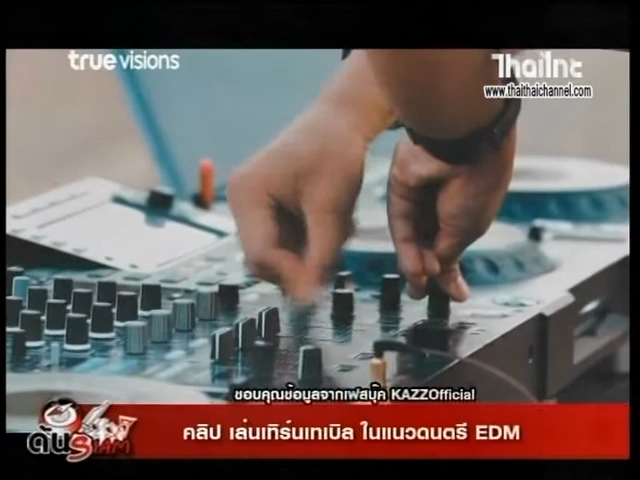 truevisions
ThaiThai
www.thaithaichannel.com
ขอบคุณข้อมูลจากเฟสบุ๊ค KAZZOfficial
คลิป เล่นเทิร์นเทเบิล ในแนวดนตรี EDM